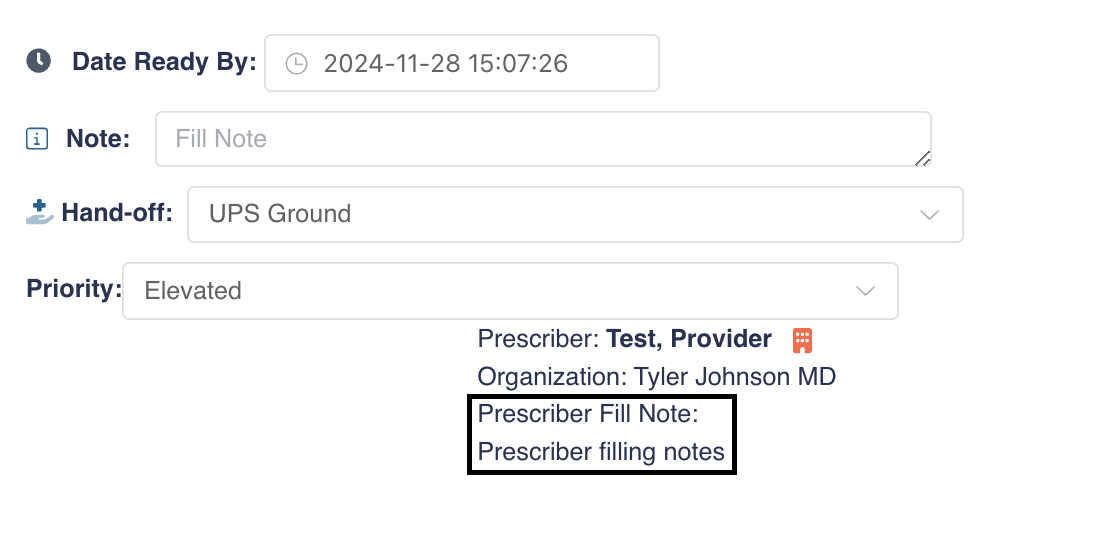 Date Ready By: 2024-11-28 15:07:26
Note: Fill Note
Hand-off: UPS Ground
Priority: Elevated
Prescriber: Test, Provider
Organization: Tyler Johnson MD
Prescriber Fill Note:
Prescriber filling notes